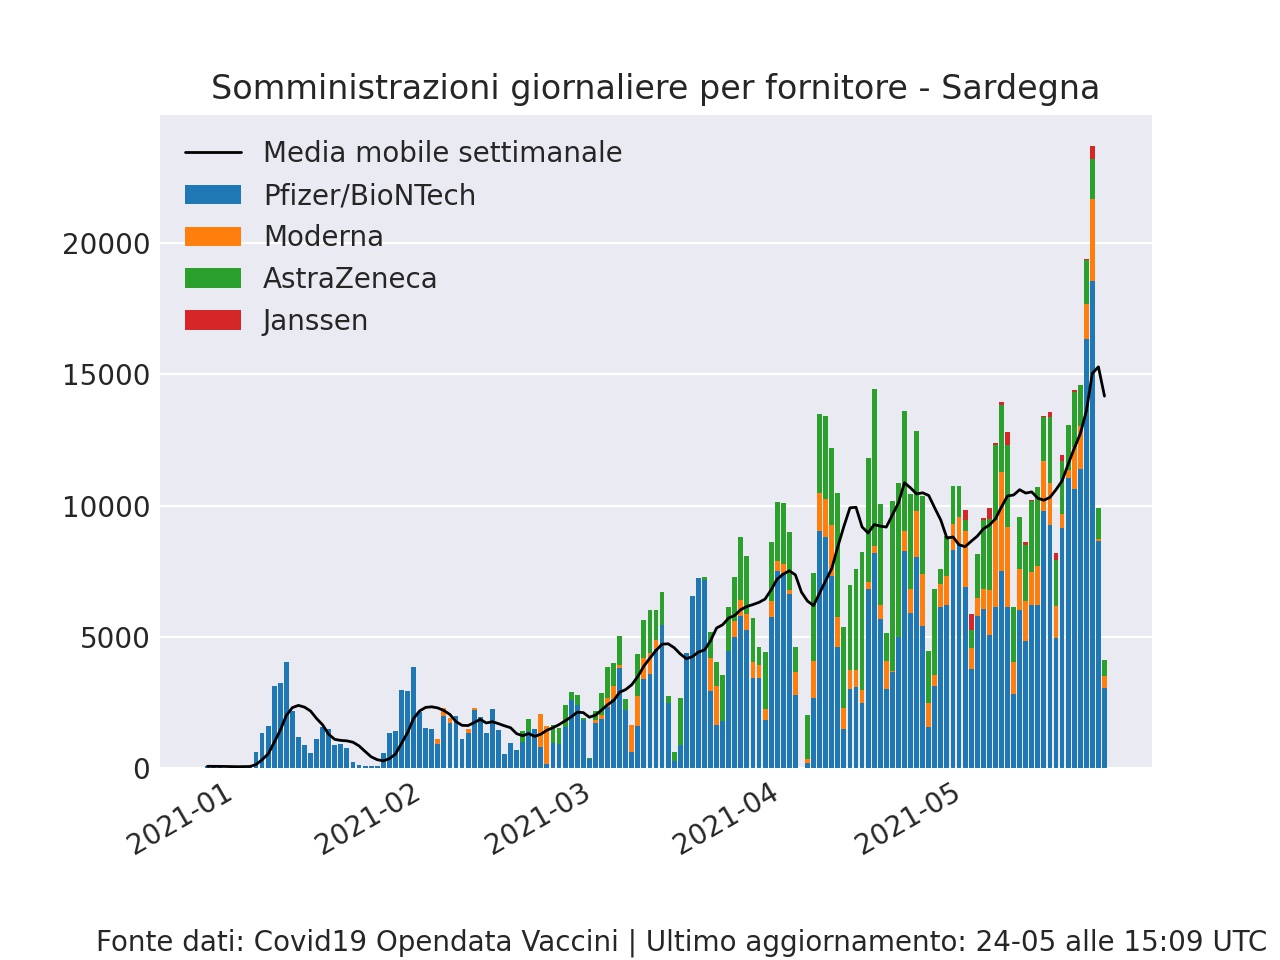 Somministrazioni giornaliere per fornitore - Sardegna
Media mobile settimanale
Pfizer/BioNTech
Moderna
AstraZeneca
Janssen
20000
15000
10000
5000
0
2021-01
2021-02
2021-03
2021-04
2021-05
Fonte dati: Covid19 Opendata Vaccini | Ultimo aggiornamento: 24-05 alle 15:09 UTC